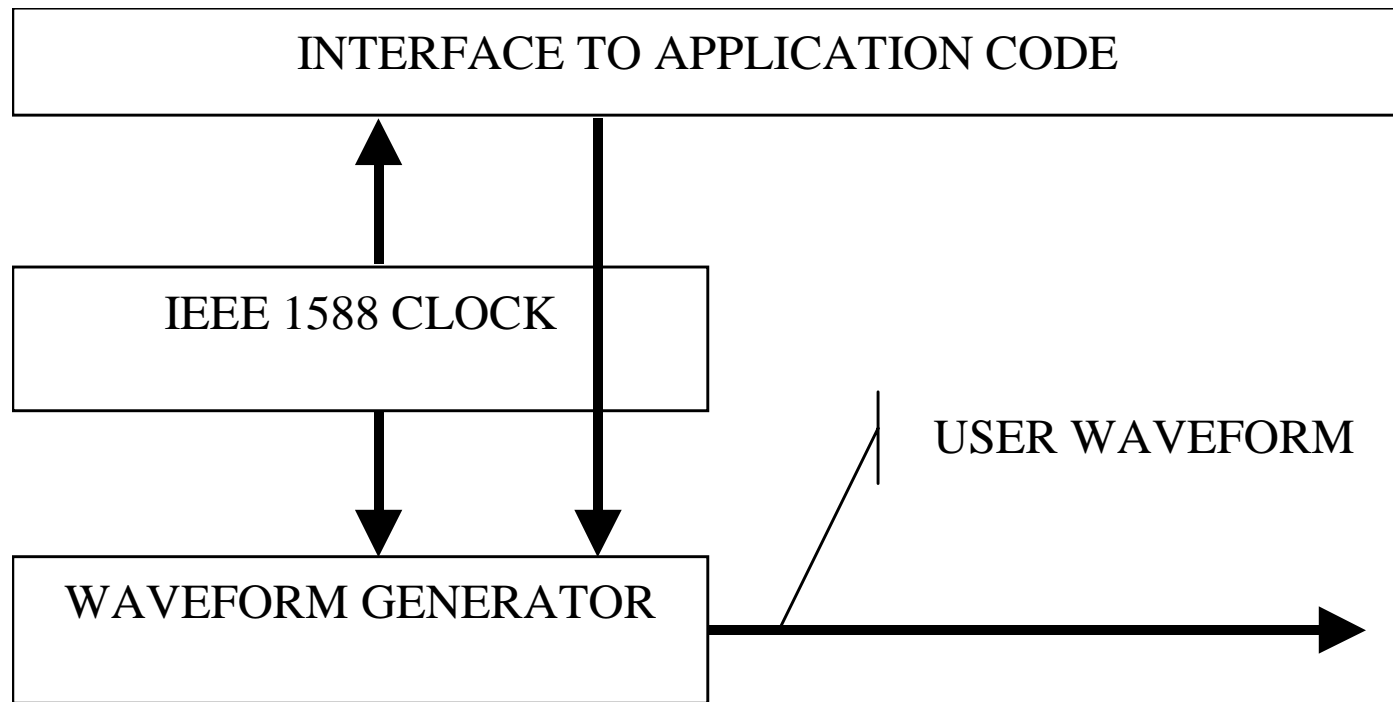 INTERFACE TO APPLICATION CODE
IEEE 1588 CLOCK
USER WAVEFORM
WAVEFORM GENERATOR